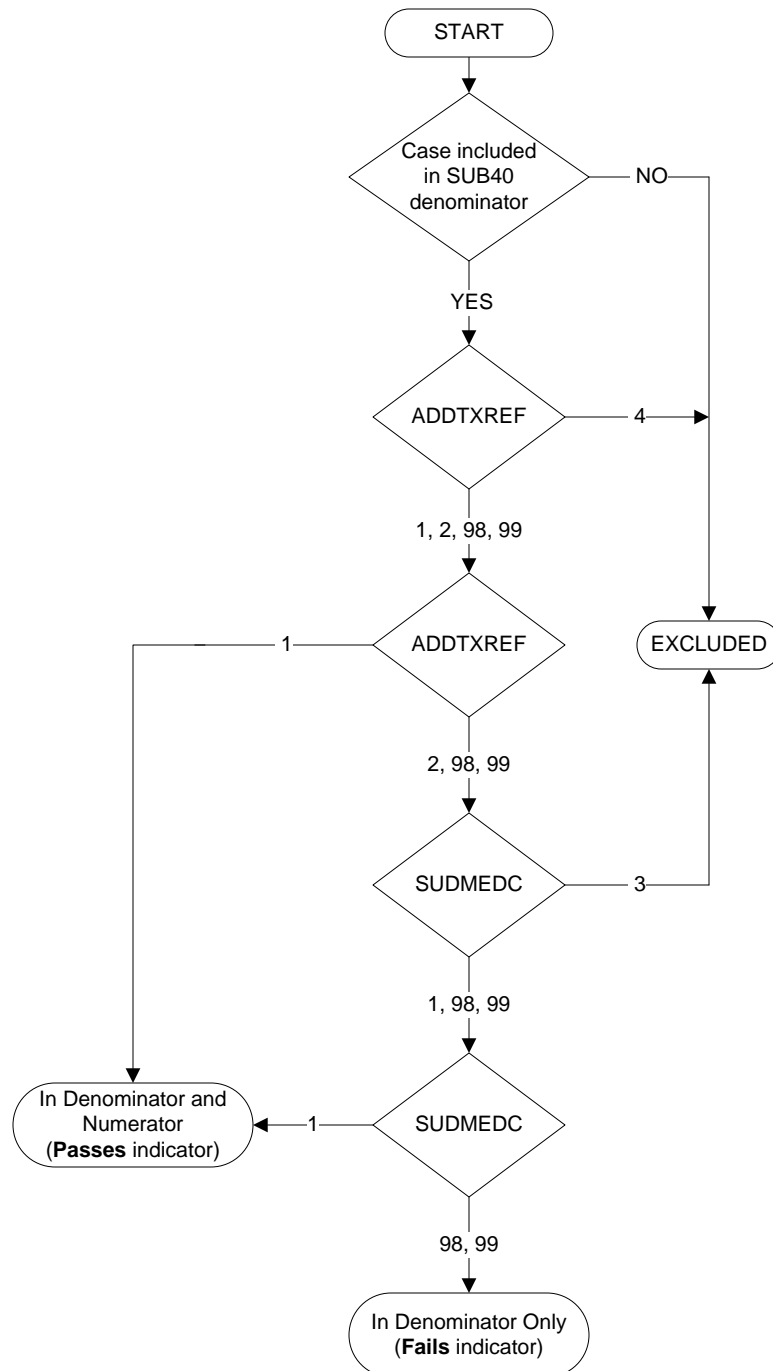 START
Case included
in SUB40
denominator
NO
YES
ADDTXREF
4
1, 2, 98, 99
ADDTXREF
1
EXCLUDED
2, 98, 99
SUDMEDC
3
1, 98, 99
In Denominator and
Numerator
(Passes indicator)
1
SUDMEDC
98, 99
In Denominator Only
(Fails indicator)